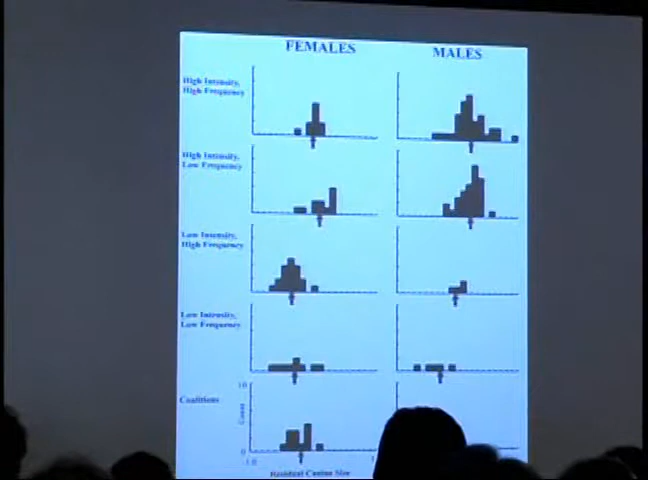 FEMALES
MALES
High Intensity,
High Frequency
High Intensity,
Low Frequency
Low Intensity,
High Frequency
Low Intensity,
Low Frequency
Coalitions
10
Count
0
Residual Canine Size